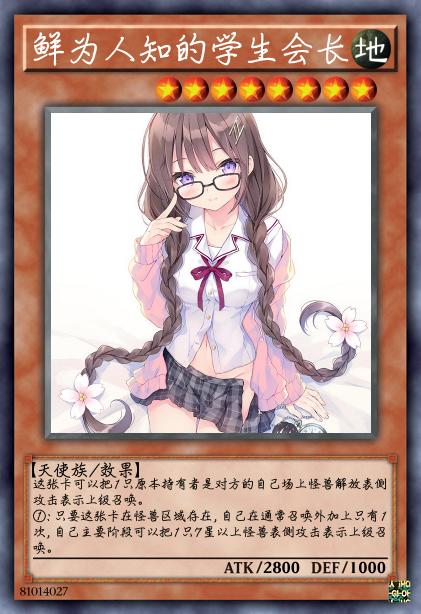 鲜为人知的学生会长
地
【天使族/效果】
这张卡可以把1只原本持有者是对方的自己场上怪兽解放表侧
攻击表示上级召唤。
①:只要这张卡在怪兽区域存在,自己在通常召唤外加上只有1
次,自己主要阶段可以把1只7星以上怪兽表侧攻击表示上级召
唤。
ATK/2800 DEF/1000
81014027